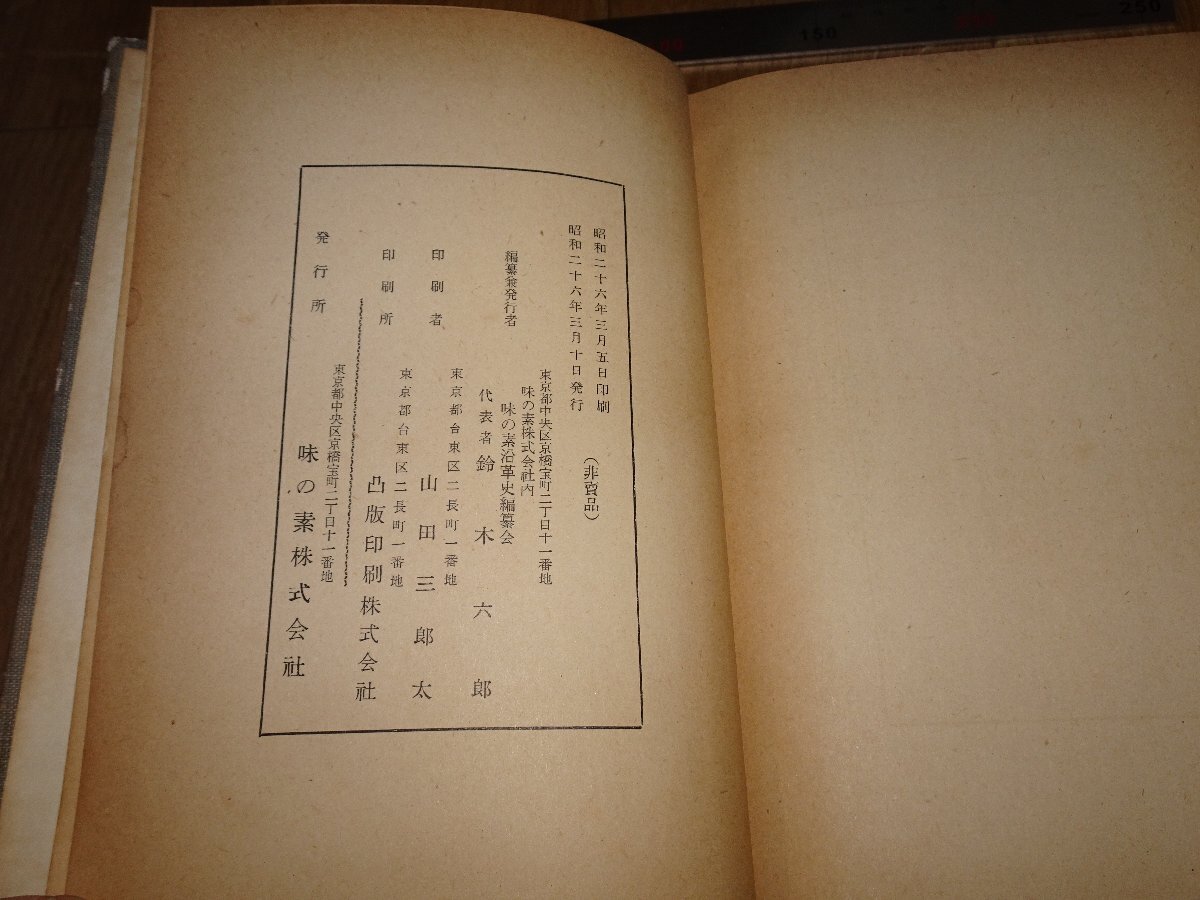 昭和二十六年三月五日印刷
昭和二十六年三月十日発行
(非賣品)
東京都中央区京橋宝町二丁目十一番地
味の素株式会社内
編纂兼発行者 味の素沿革史編纂会
代表者 鈴木六郎
東京都台東区二長町一番地
印刷者 山田三郎太
東京都台東区二長町一番地
印刷所 凸版印刷株式会社
東京都中央区京橋宝町二丁目十一番地
発行所 味の素株式会社
150
250